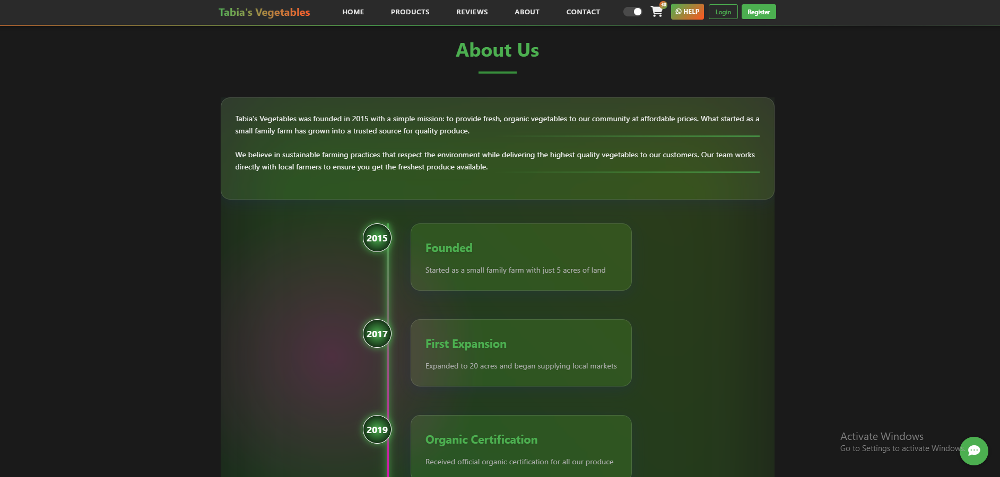 Tabia's Vegetables
HOME
PRODUCTS
REVIEWS
ABOUT
CONTACT
30
HELP
Login
Register
About Us
Tabia's Vegetables was founded in 2015 with a simple mission: to provide fresh, organic vegetables to our community at affordable prices. What started as a
small family farm has grown into a trusted source for quality produce.
We believe in sustainable farming practices that respect the environment while delivering the highest quality vegetables to our customers. Our team works
directly with local farmers to ensure you get the freshest produce available.
2015
Founded
Started as a small family farm with just 5 acres of land
2017
First Expansion
Expanded to 20 acres and began supplying local markets
2019
Organic Certification
Received official organic certification for all our produce
Activate Windows
Go to Settings to activate Windows.